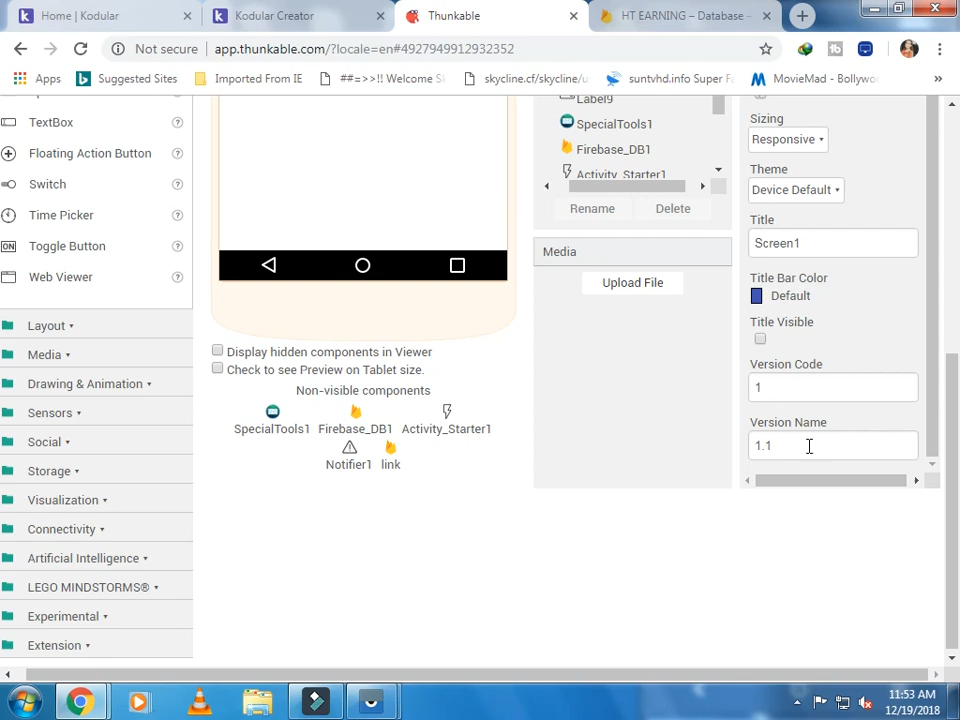 Home | Kodular
Kodular Creator
Thunkable
HT EARNING – Database –
Not secure
app.thunkable.com/?locale=en#4927949912932352
Apps
Suggested Sites
Imported From IE
##=>>!! Welcome
skycline.cf/skycline/
suntvhd.info Super
MovieMad - Bollywo
»
TextBox
Floating Action Button
Switch
Time Picker
ON Toggle Button
Web Viewer
Layout
Media
Drawing & Animation
Sensors
Social
Storage
Visualization
Connectivity
Artificial Intelligence
LEGO MINDSTORMS®
Experimental
Extension
Display hidden components in Viewer
Check to see Preview on Tablet size.
Non-visible components
SpecialTools1 Firebase_DB1 Activity_Starter1
Notifier1 link
Label9
SpecialTools1
Firebase_DB1
Activity_Starter1
Rename Delete
Media
Upload File
Sizing
Responsive
Theme
Device Default
Title
Screen1
Title Bar Color
Default
Title Visible
Version Code
1
Version Name
1.1
11:53 AM
12/19/2018